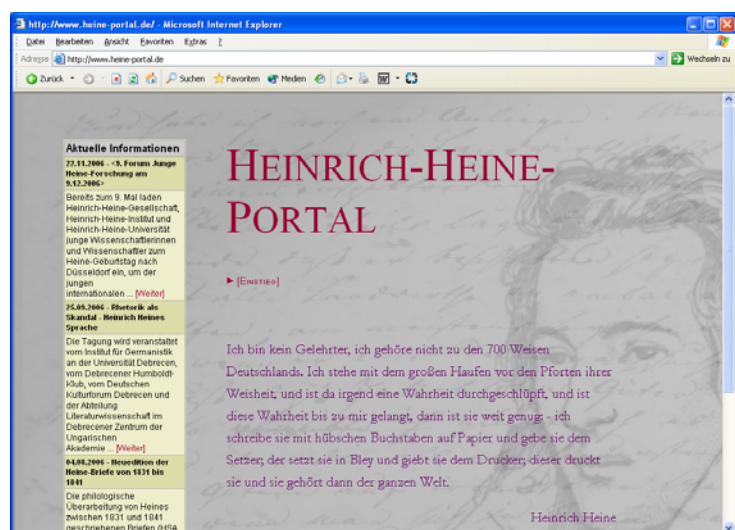 http://www.heine-portal.de/ - Microsoft Internet Explorer
Datei Bearbeiten Ansicht Favoriten Extras ?
Adresse http://www.heine-portal.de Wechseln zu
Zurück Suchen Favoriten Medien
Aktuelle Informationen
22.11.2006 - <9. Forum Junge
Heine-Forschung am
9.12.2006>
Bereits zum 9. Mal laden
Heinrich-Heine-Gesellschaft,
Heinrich-Heine-Institut und
Heinrich-Heine-Universität
junge Wissenschaftlerinnen
und Wissenschaftler zum
Heine-Geburtstag nach
Düsseldorf ein, um der
jungen
internationalen ... [Weiter]
25.09.2006 - Rhetorik als
Skandal - Heinrich Heines
Sprache
Die Tagung wird veranstaltet
vom Institut für Germanistik
an der Universität Debrecen,
vom Debrecener Humboldt-
Klub, vom Deutschen
Kulturforum Debrecen und
der Abteilung
Literaturwissenschaft im
Debrecener Zentrum der
Ungarischen
Akademie ... [Weiter]
04.08.2006 - Neuedition der
Heine-Briefe von 1831 bis
1841
Die philologische
Überarbeitung von Heines
zwischen 1831 und 1841
geschriebenen Briefen (HSA
HEINRICH-HEINE-
PORTAL
[EINSTIEG]
Ich bin kein Gelehrter, ich gehöre nicht zu den 700 Weisen
Deutschlands. Ich stehe mit dem großen Haufen vor den Pforten ihrer
Weisheit, und ist da irgend eine Wahrheit durchgeschlüpft, und ist
diese Wahrheit bis zu mir gelangt, dann ist sie weit genug: - ich
schreibe sie mit hübschen Buchstaben auf Papier und gebe sie dem
Setzer; der setzt sie in Bley und giebt sie dem Drucker; dieser druckt
sie und sie gehört dann der ganzen Welt.
Heinrich Heine